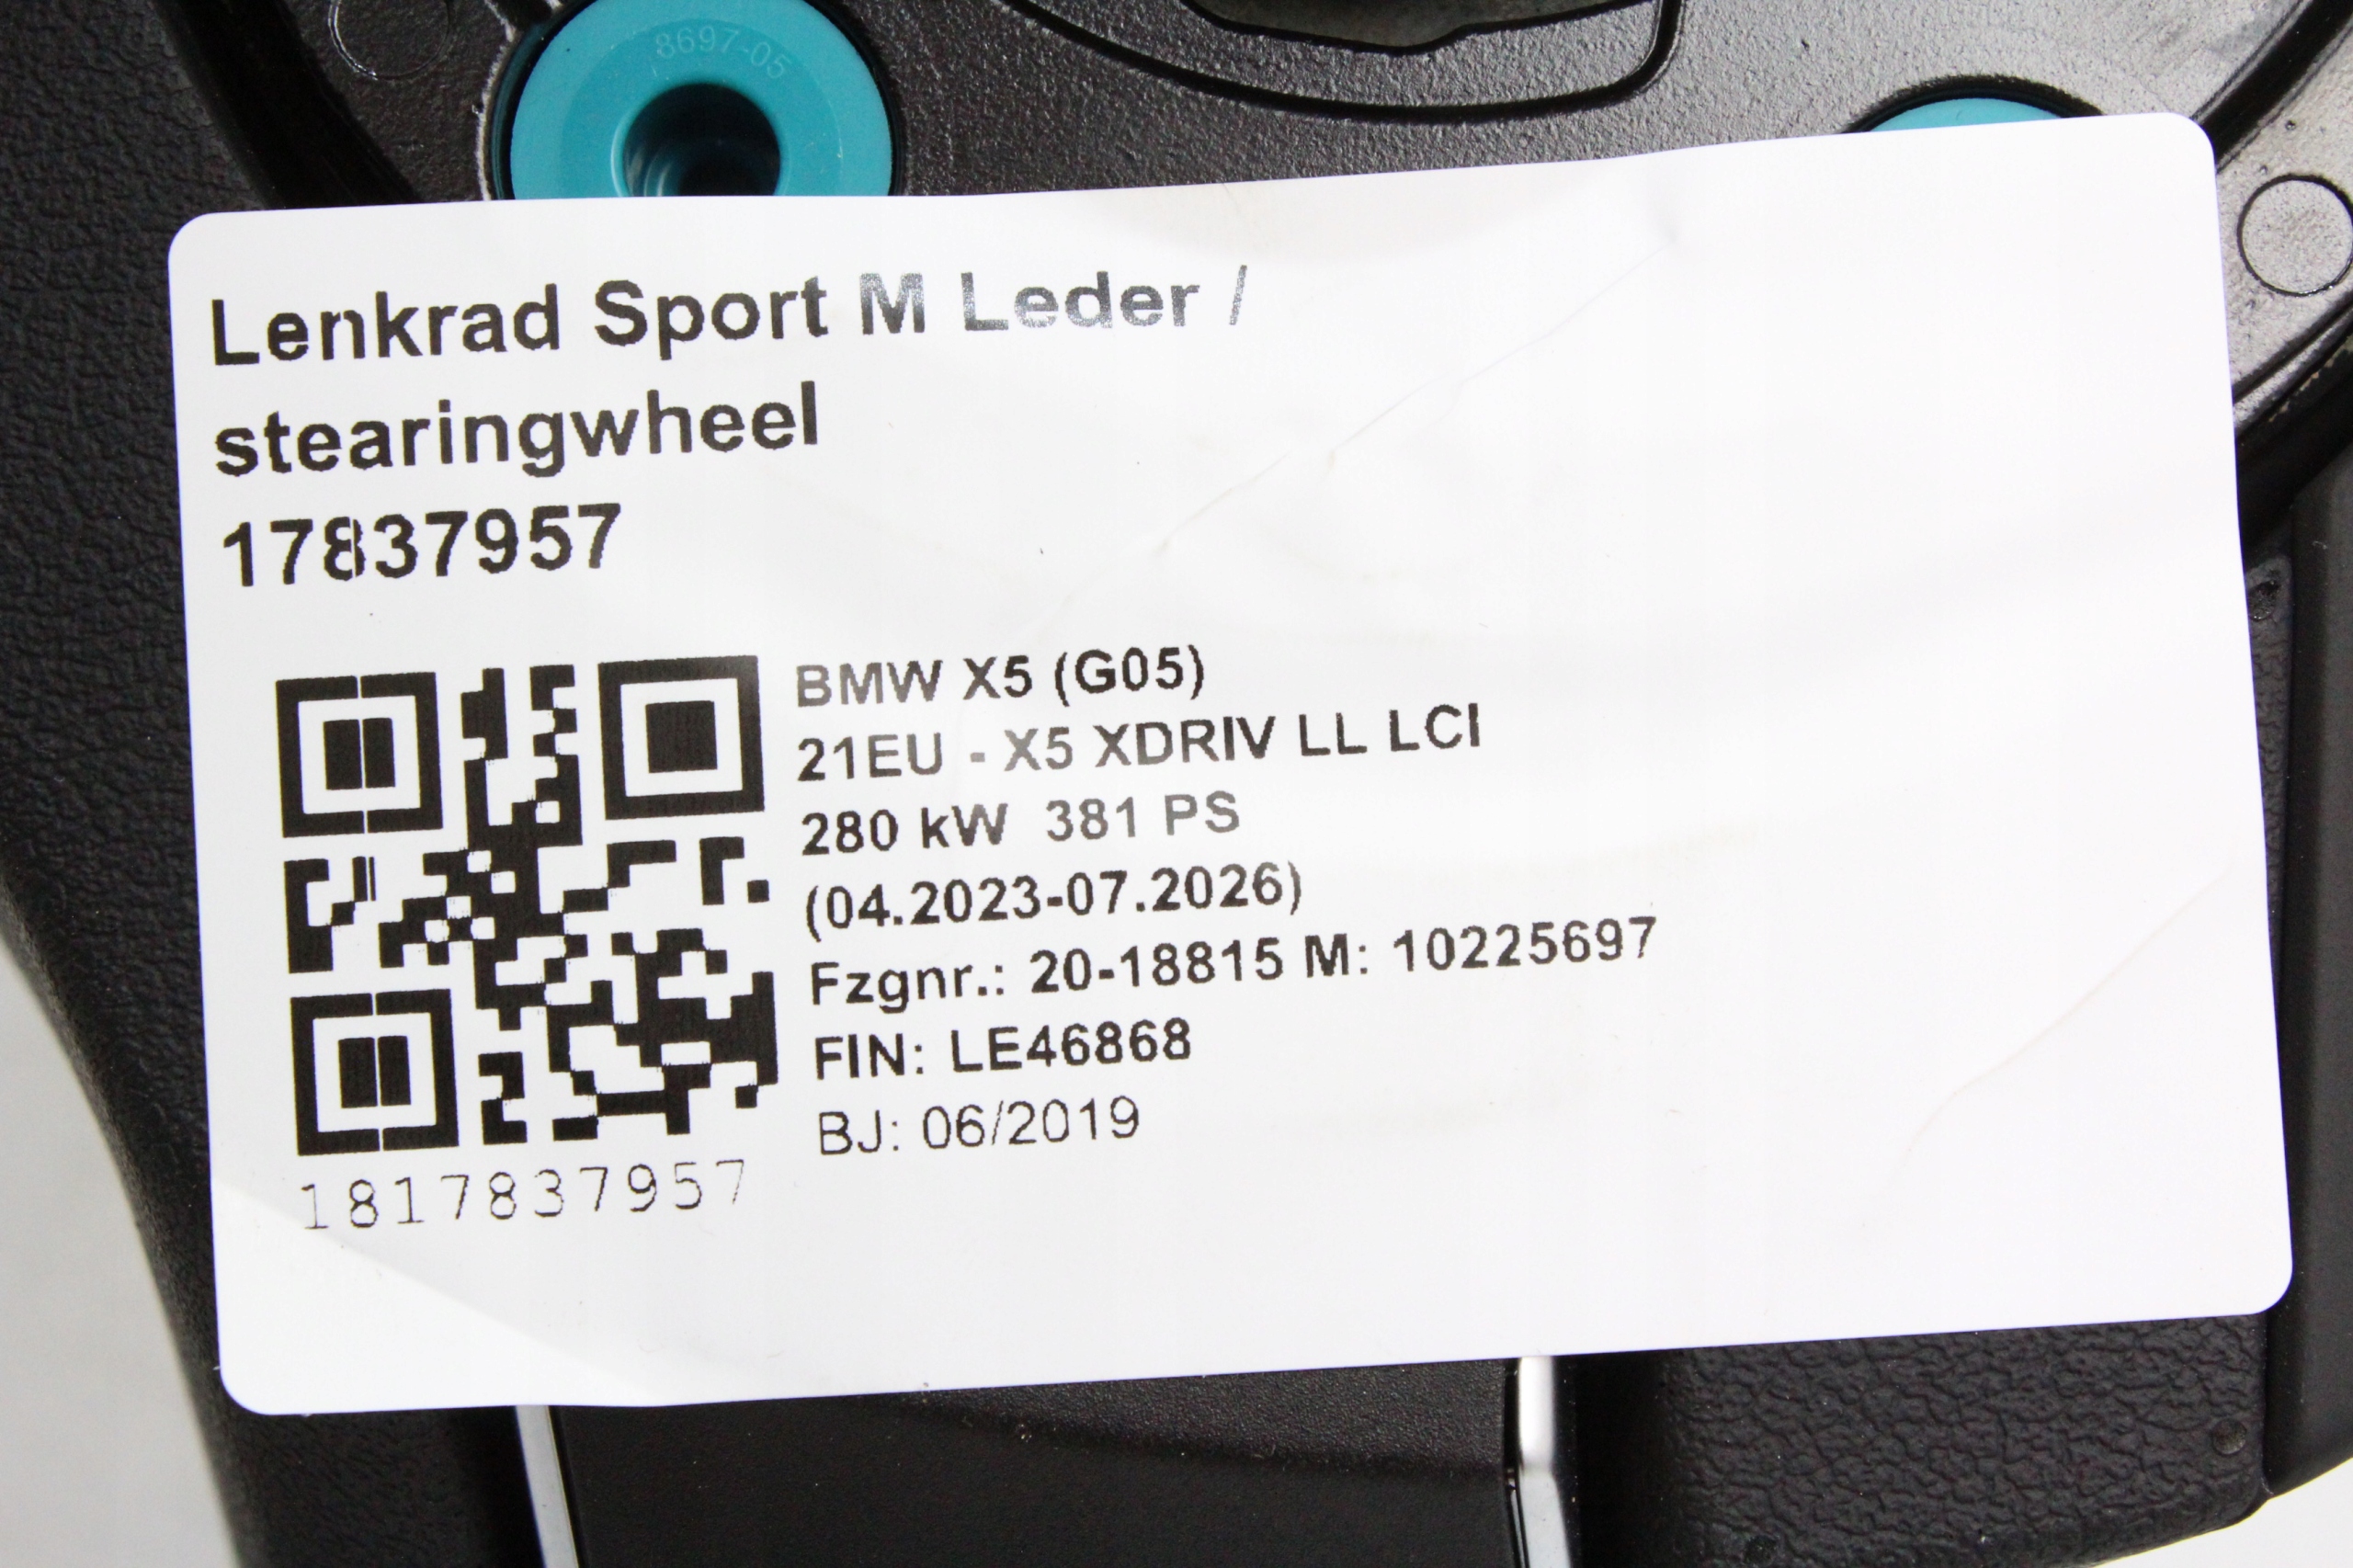 8697-05
Lenkrad Sport M Leder /
stearingwheel
17837957
BMW X5 (G05)
21EU - X5 XDRIV LL LCI
280 kW 381 PS
(04.2023-07.2026)
Fzgnr.: 20-18815 M: 10225697
FIN: LE46868
BJ: 06/2019
1817837957